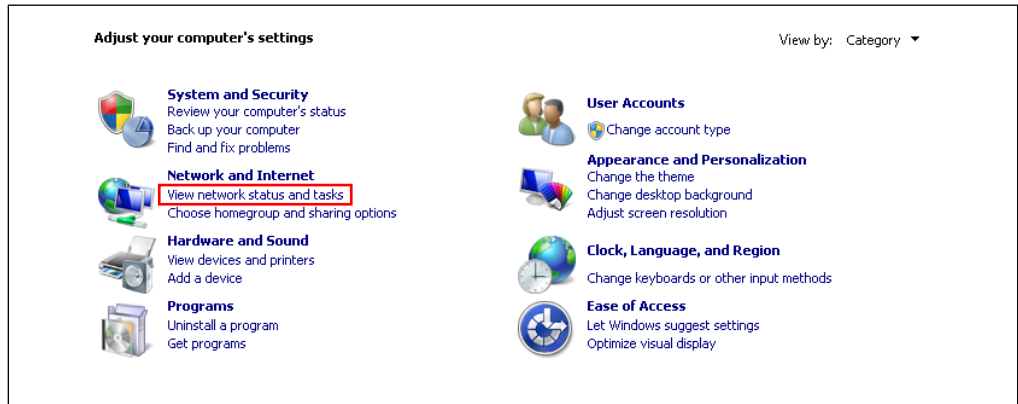 Adjust your computer's settings
View by: Category
System and Security
Review your computer's status
Back up your computer
Find and fix problems
Network and Internet
View network status and tasks
Choose homegroup and sharing options
Hardware and Sound
View devices and printers
Add a device
Programs
Uninstall a program
Get programs
User Accounts
Change account type
Appearance and Personalization
Change the theme
Change desktop background
Adjust screen resolution
Clock, Language, and Region
Change keyboards or other input methods
Ease of Access
Let Windows suggest settings
Optimize visual display